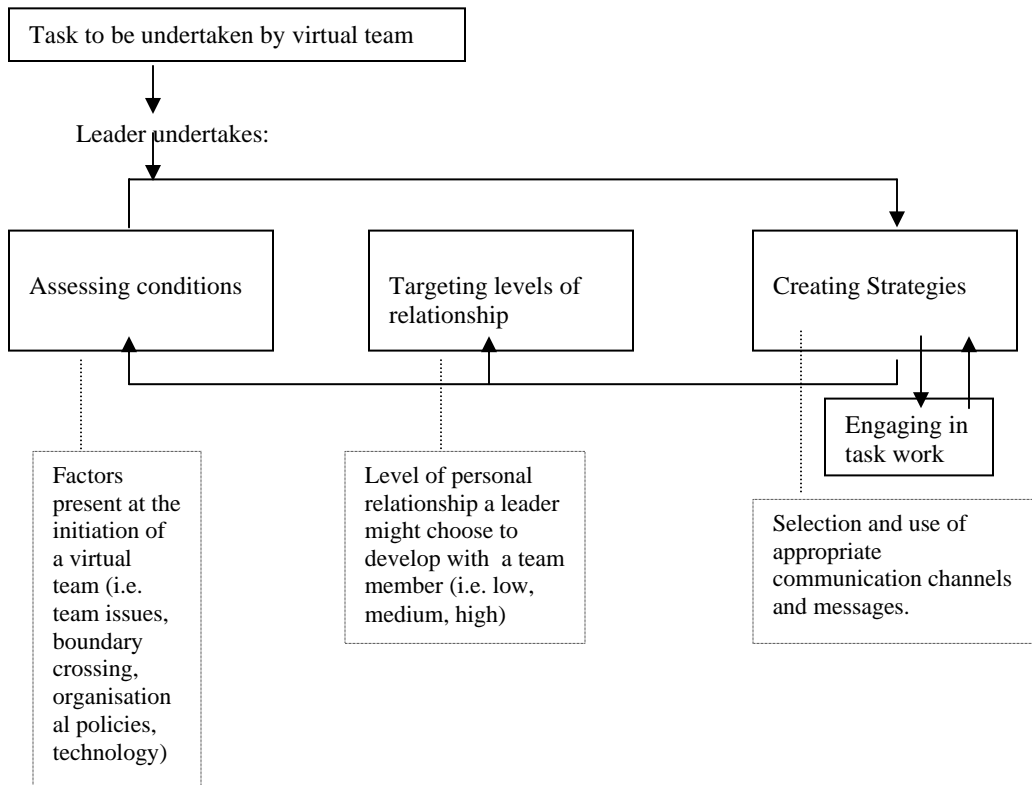 Task to be undertaken by virtual team
Leader undertakes:
Assessing conditions
Targeting levels of
relationship
Creating Strategies
Engaging in
task work
Factors
present at the
initiation of
a virtual
team (i.e.
team issues,
boundary
crossing,
organisation
al policies,
technology)
Level of personal
relationship a leader
might choose to
develop with a team
member (i.e. low,
medium, high)
Selection and use of
appropriate
communication channels
and messages.